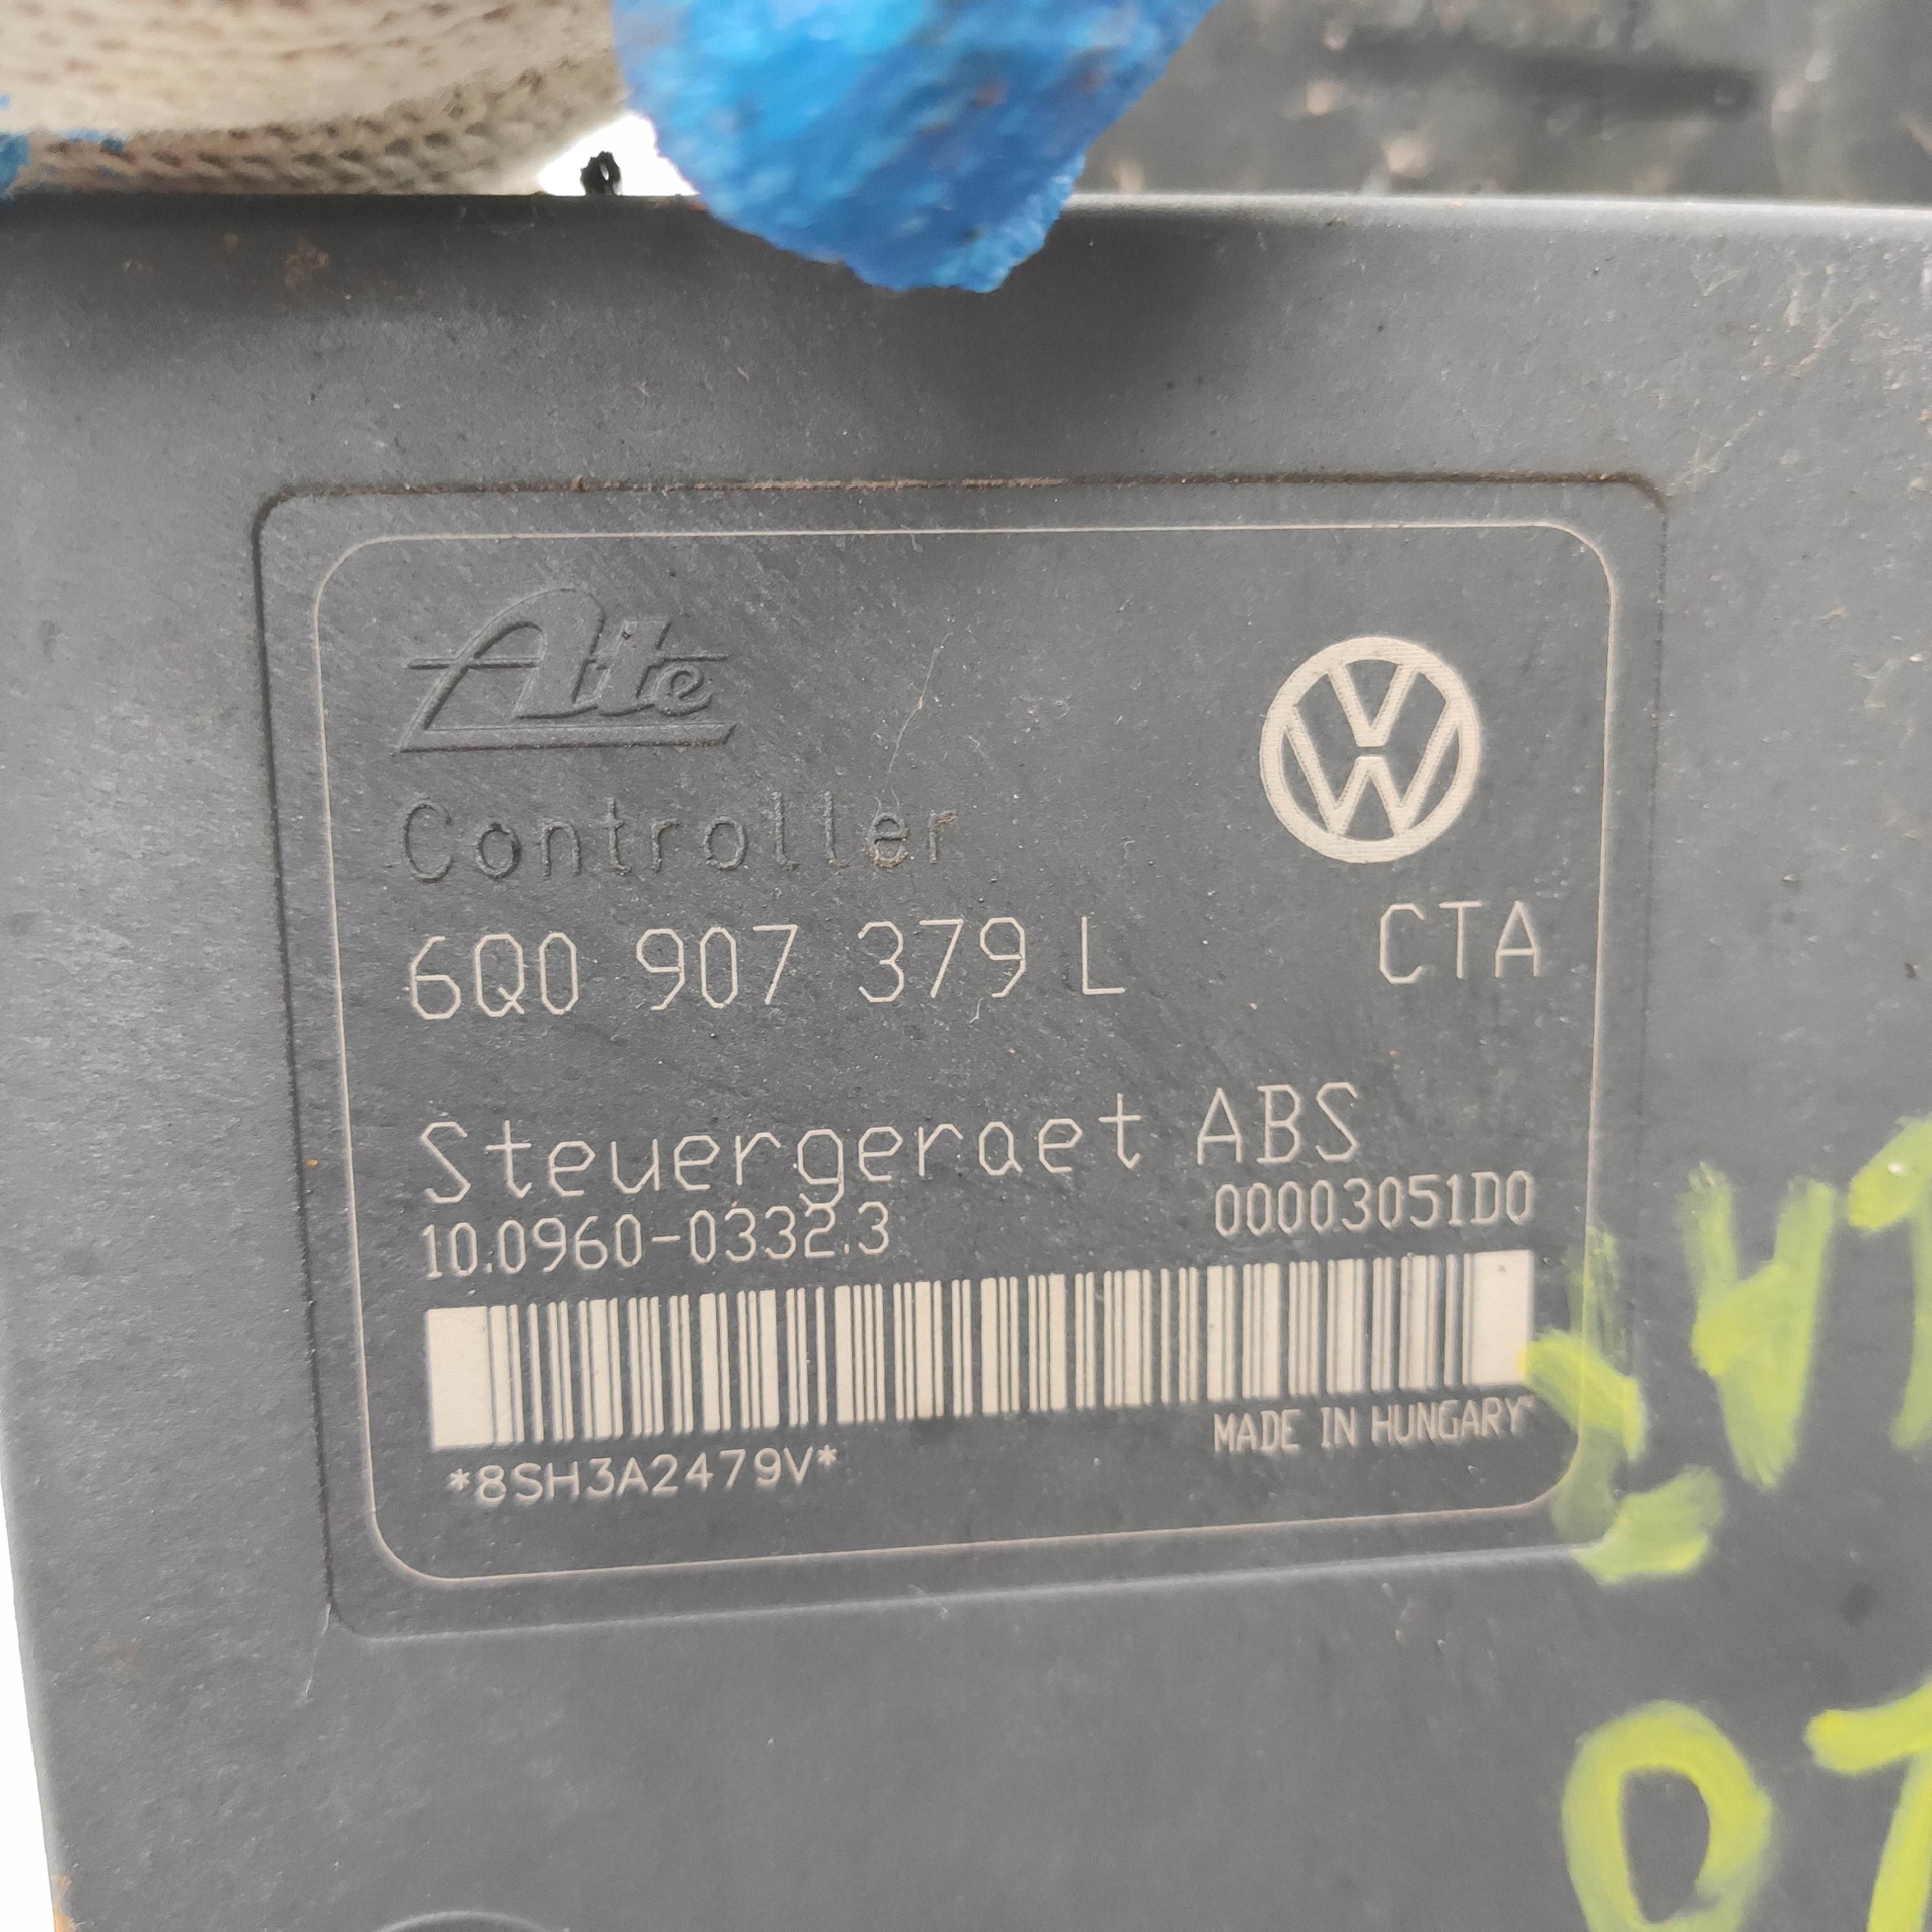 Ate
Controller
6Q0 907 379 L CTA
Steuergeraet ABS
10.0960-0332.3 00003051D0
*8SH3A2479V* MADE IN HUNGARY